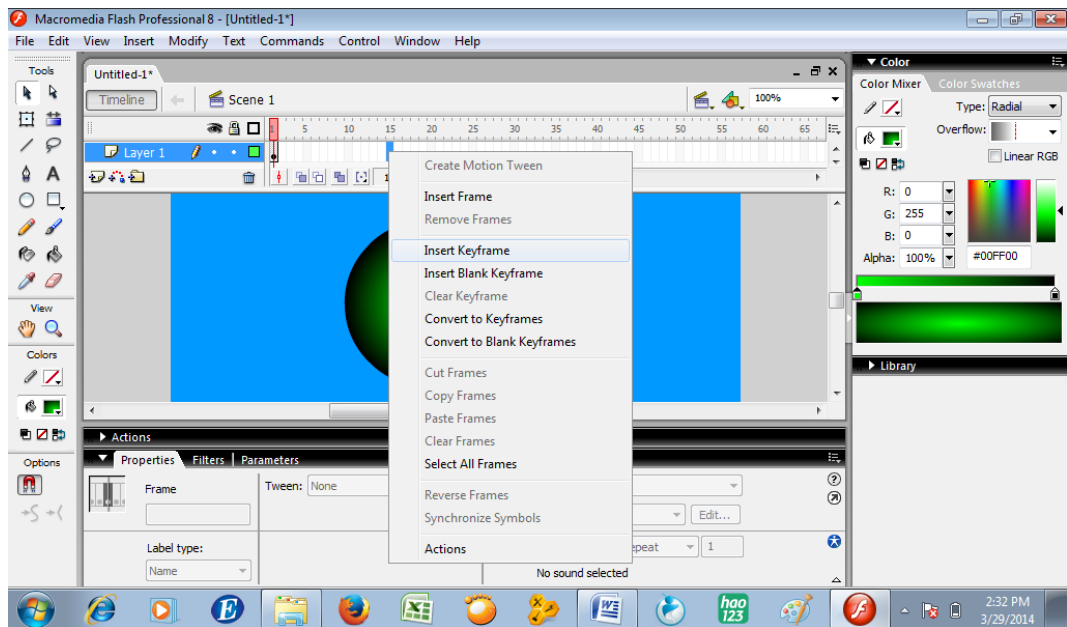 Macromedia Flash Professional 8 - [Untitled-1*]
File Edit View Insert Modify Text Commands Control Window Help
Tools
View
Colors
Options
Untitled-1*
Timeline
Scene 1
100%
1 5 10 15 20 25 30 35 40 45 50 55 60 65
Layer 1
Create Motion Tween
Insert Frame
Remove Frames
Insert Keyframe
Insert Blank Keyframe
Clear Keyframe
Convert to Keyframes
Convert to Blank Keyframes
Cut Frames
Copy Frames
Paste Frames
Clear Frames
Select All Frames
Reverse Frames
Synchronize Symbols
Actions
Actions
Properties Filters Parameters
Frame
Tween: None
Label type:
Name
Edit...
1
No sound selected
Color
Color Mixer Color Swatches
Type: Radial
Overflow:
Linear RGB
R: 0
G: 255
B: 0
Alpha: 100%
#00FF00
Library
hao
123
2:32 PM
3/29/2014